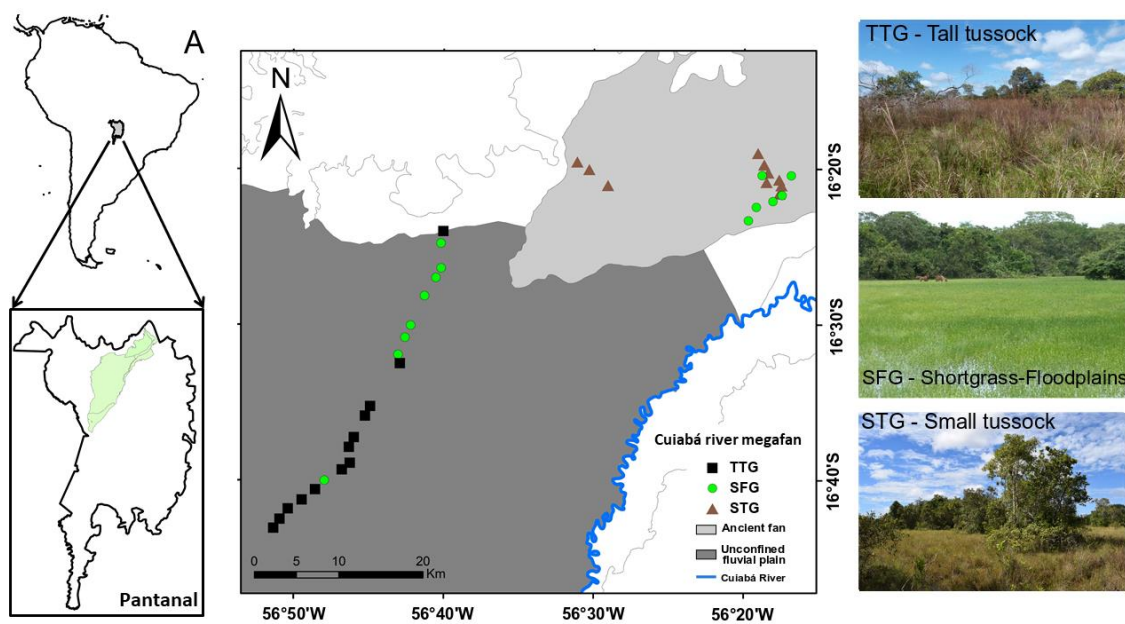 A
Pantanal
N
16°20'S
16°30'S
16°40'S
56°50'W
56°40'W
56°30'W
56°20'W
0
5
10
20
Km
Cuiabá river megafan
TTG
SFG
STG
Ancient fan
Unconfined
fluvial plain
Cuiabá River
TTG - Tall tussock
SFG - Shortgrass-Floodplains
STG - Small tussock